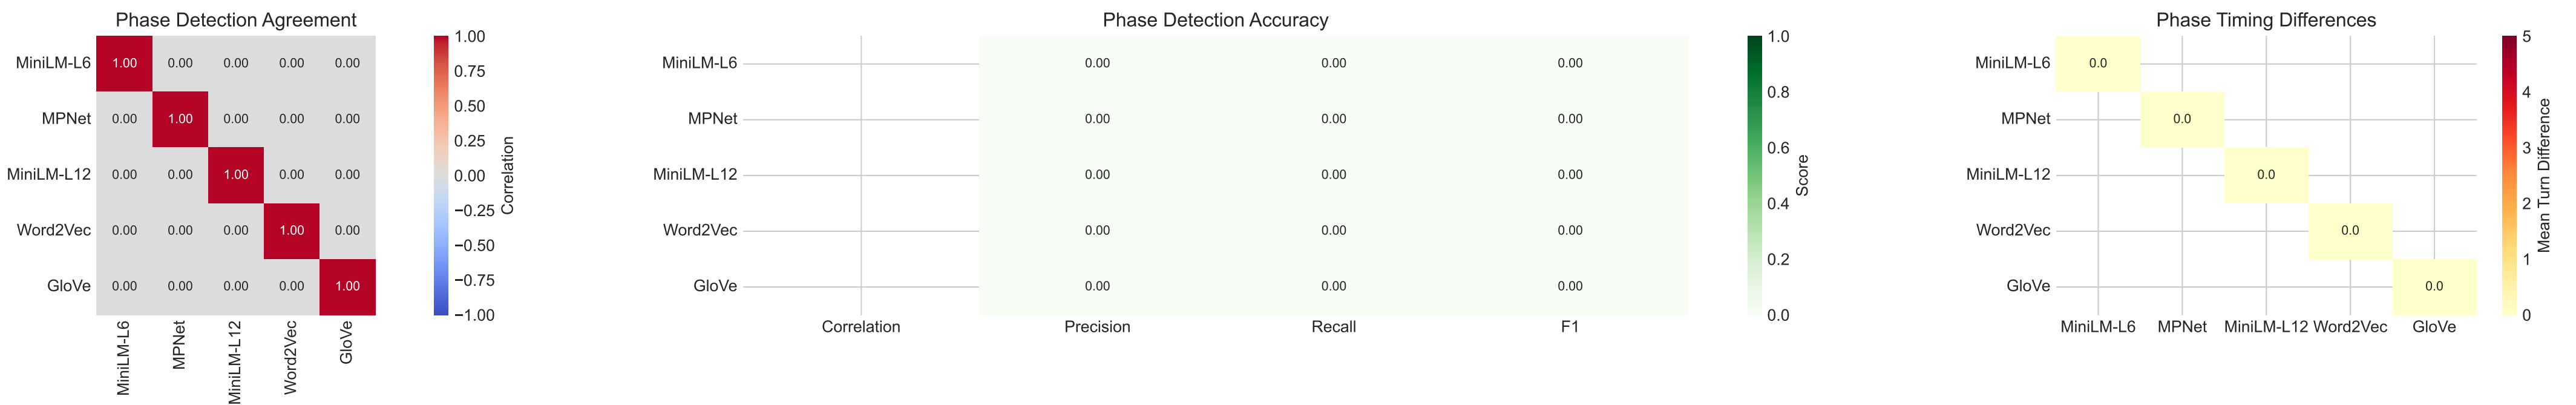 Phase Detection Agreement
MiniLM-L6 1.00 0.00 0.00 0.00 0.00
MPNet 0.00 1.00 0.00 0.00 0.00
MiniLM-L12 0.00 0.00 1.00 0.00 0.00
Word2Vec 0.00 0.00 0.00 1.00 0.00
GloVe 0.00 0.00 0.00 0.00 1.00
MiniLM-L6 MPNet MiniLM-L12 Word2Vec GloVe
1.00
0.75
0.50
0.25
0.00
−0.25
−0.50
−0.75
−1.00
Correlation
Phase Detection Accuracy
MiniLM-L6 0.00 0.00 0.00
MPNet 0.00 0.00 0.00
MiniLM-L12 0.00 0.00 0.00
Word2Vec 0.00 0.00 0.00
GloVe 0.00 0.00 0.00
Correlation Precision Recall F1
1.0
0.8
0.6
0.4
0.2
0.0
Score
Phase Timing Differences
MiniLM-L6 0.0
MPNet 0.0
MiniLM-L12 0.0
Word2Vec 0.0
GloVe 0.0
MiniLM-L6 MPNet MiniLM-L12 Word2Vec GloVe
5
4
3
2
1
0
Mean Turn Difference